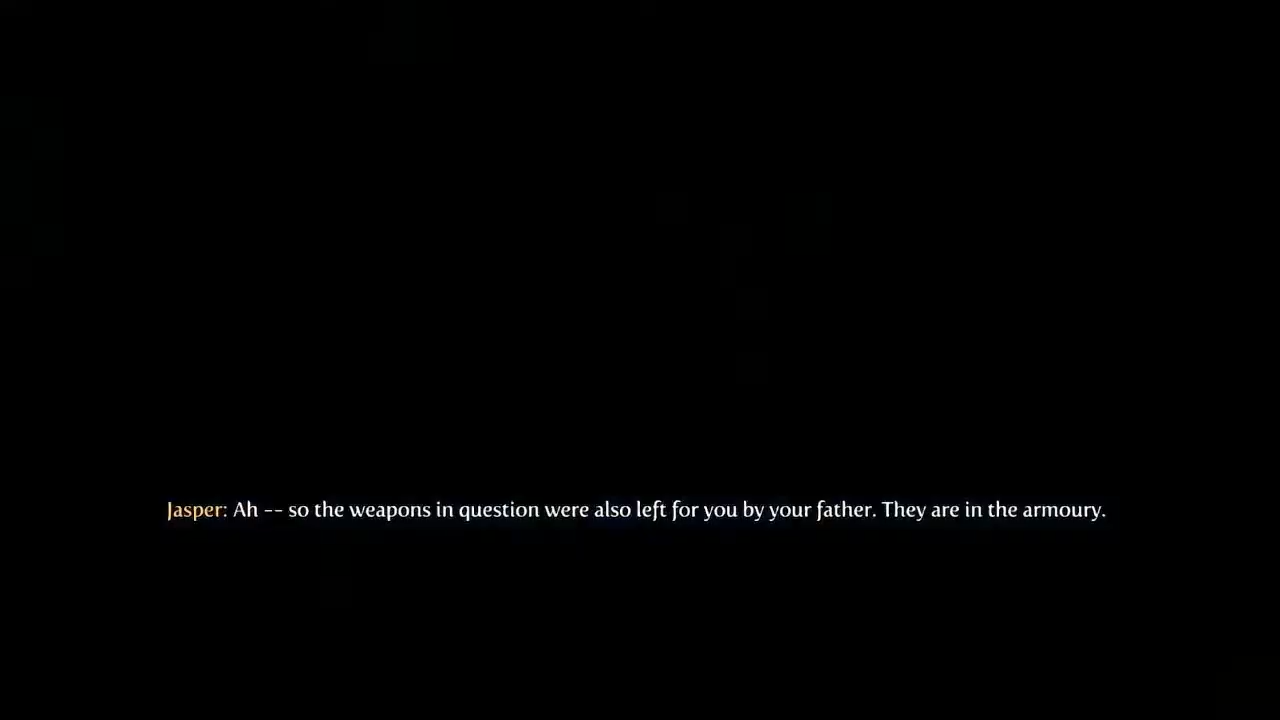 Jasper: Ah -- so the weapons in question were also left for you by your father. They are in the armoury.